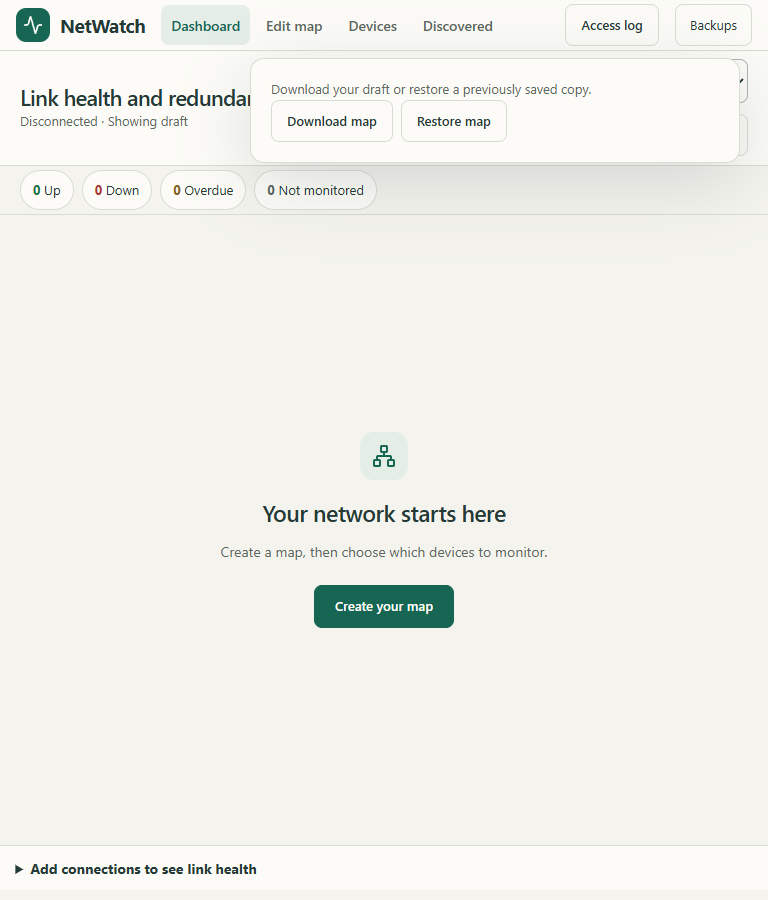 NetWatch
Dashboard
Edit map
Devices
Discovered
Access log
Backups
Download your draft or restore a previously saved copy.
Download map
Restore map
Link health and redundan
Disconnected · Showing draft
0 Up
0 Down
0 Overdue
0 Not monitored
Your network starts here
Create a map, then choose which devices to monitor.
Create your map
Add connections to see link health